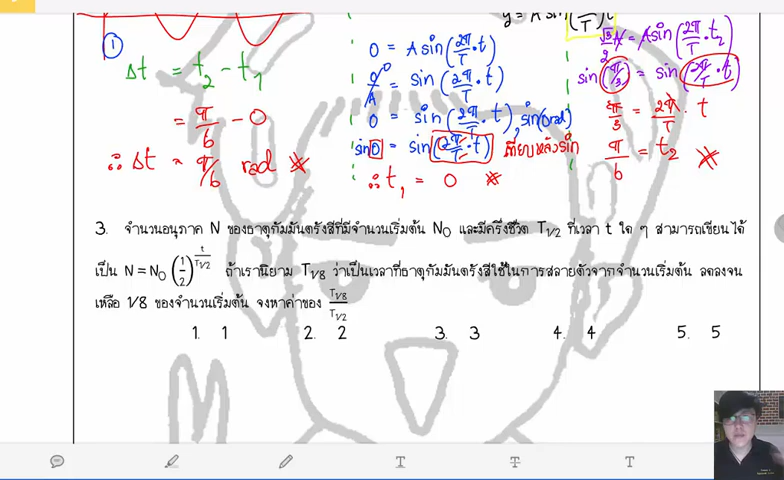 ①
Δt = t₂ - t₁
= π/6 - 0
∴ Δt = π/6 rad
0 = A sin(2π/T · t)
0/A = sin(2π/T · t)
0 = sin(2π/T · t), sin(0 rad)
sin 0 = sin(2π/T · t) เทียบหลัง sin
∴ t₁ = 0
y = A sin(2π/T)t
√3/2 A = A sin(2π/T · t₂)
sin(π/3) = sin(2π/T · t)
π/3 = 2π/T · t
π/6 = t₂
3. จำนวนอนุภาค N ของธาตุกัมมันตรังสีที่มีจำนวนเริ่มต้น N₀ และมีครึ่งชีวิต T1/2 ที่เวลา t ใด ๆ สามารถเขียนได้
เป็น N = N₀ (1/2)^(t/T1/2) ถ้าเรานิยาม T1/8 ว่าเป็นเวลาที่ธาตุกัมมันตรังสีใช้ในการสลายตัวจากจำนวนเริ่มต้น ลดลงจน
เหลือ 1/8 ของจำนวนเริ่มต้น จงหาค่าของ T1/8 / T1/2
1. 1 2. 2 3. 3 4. 4 5. 5